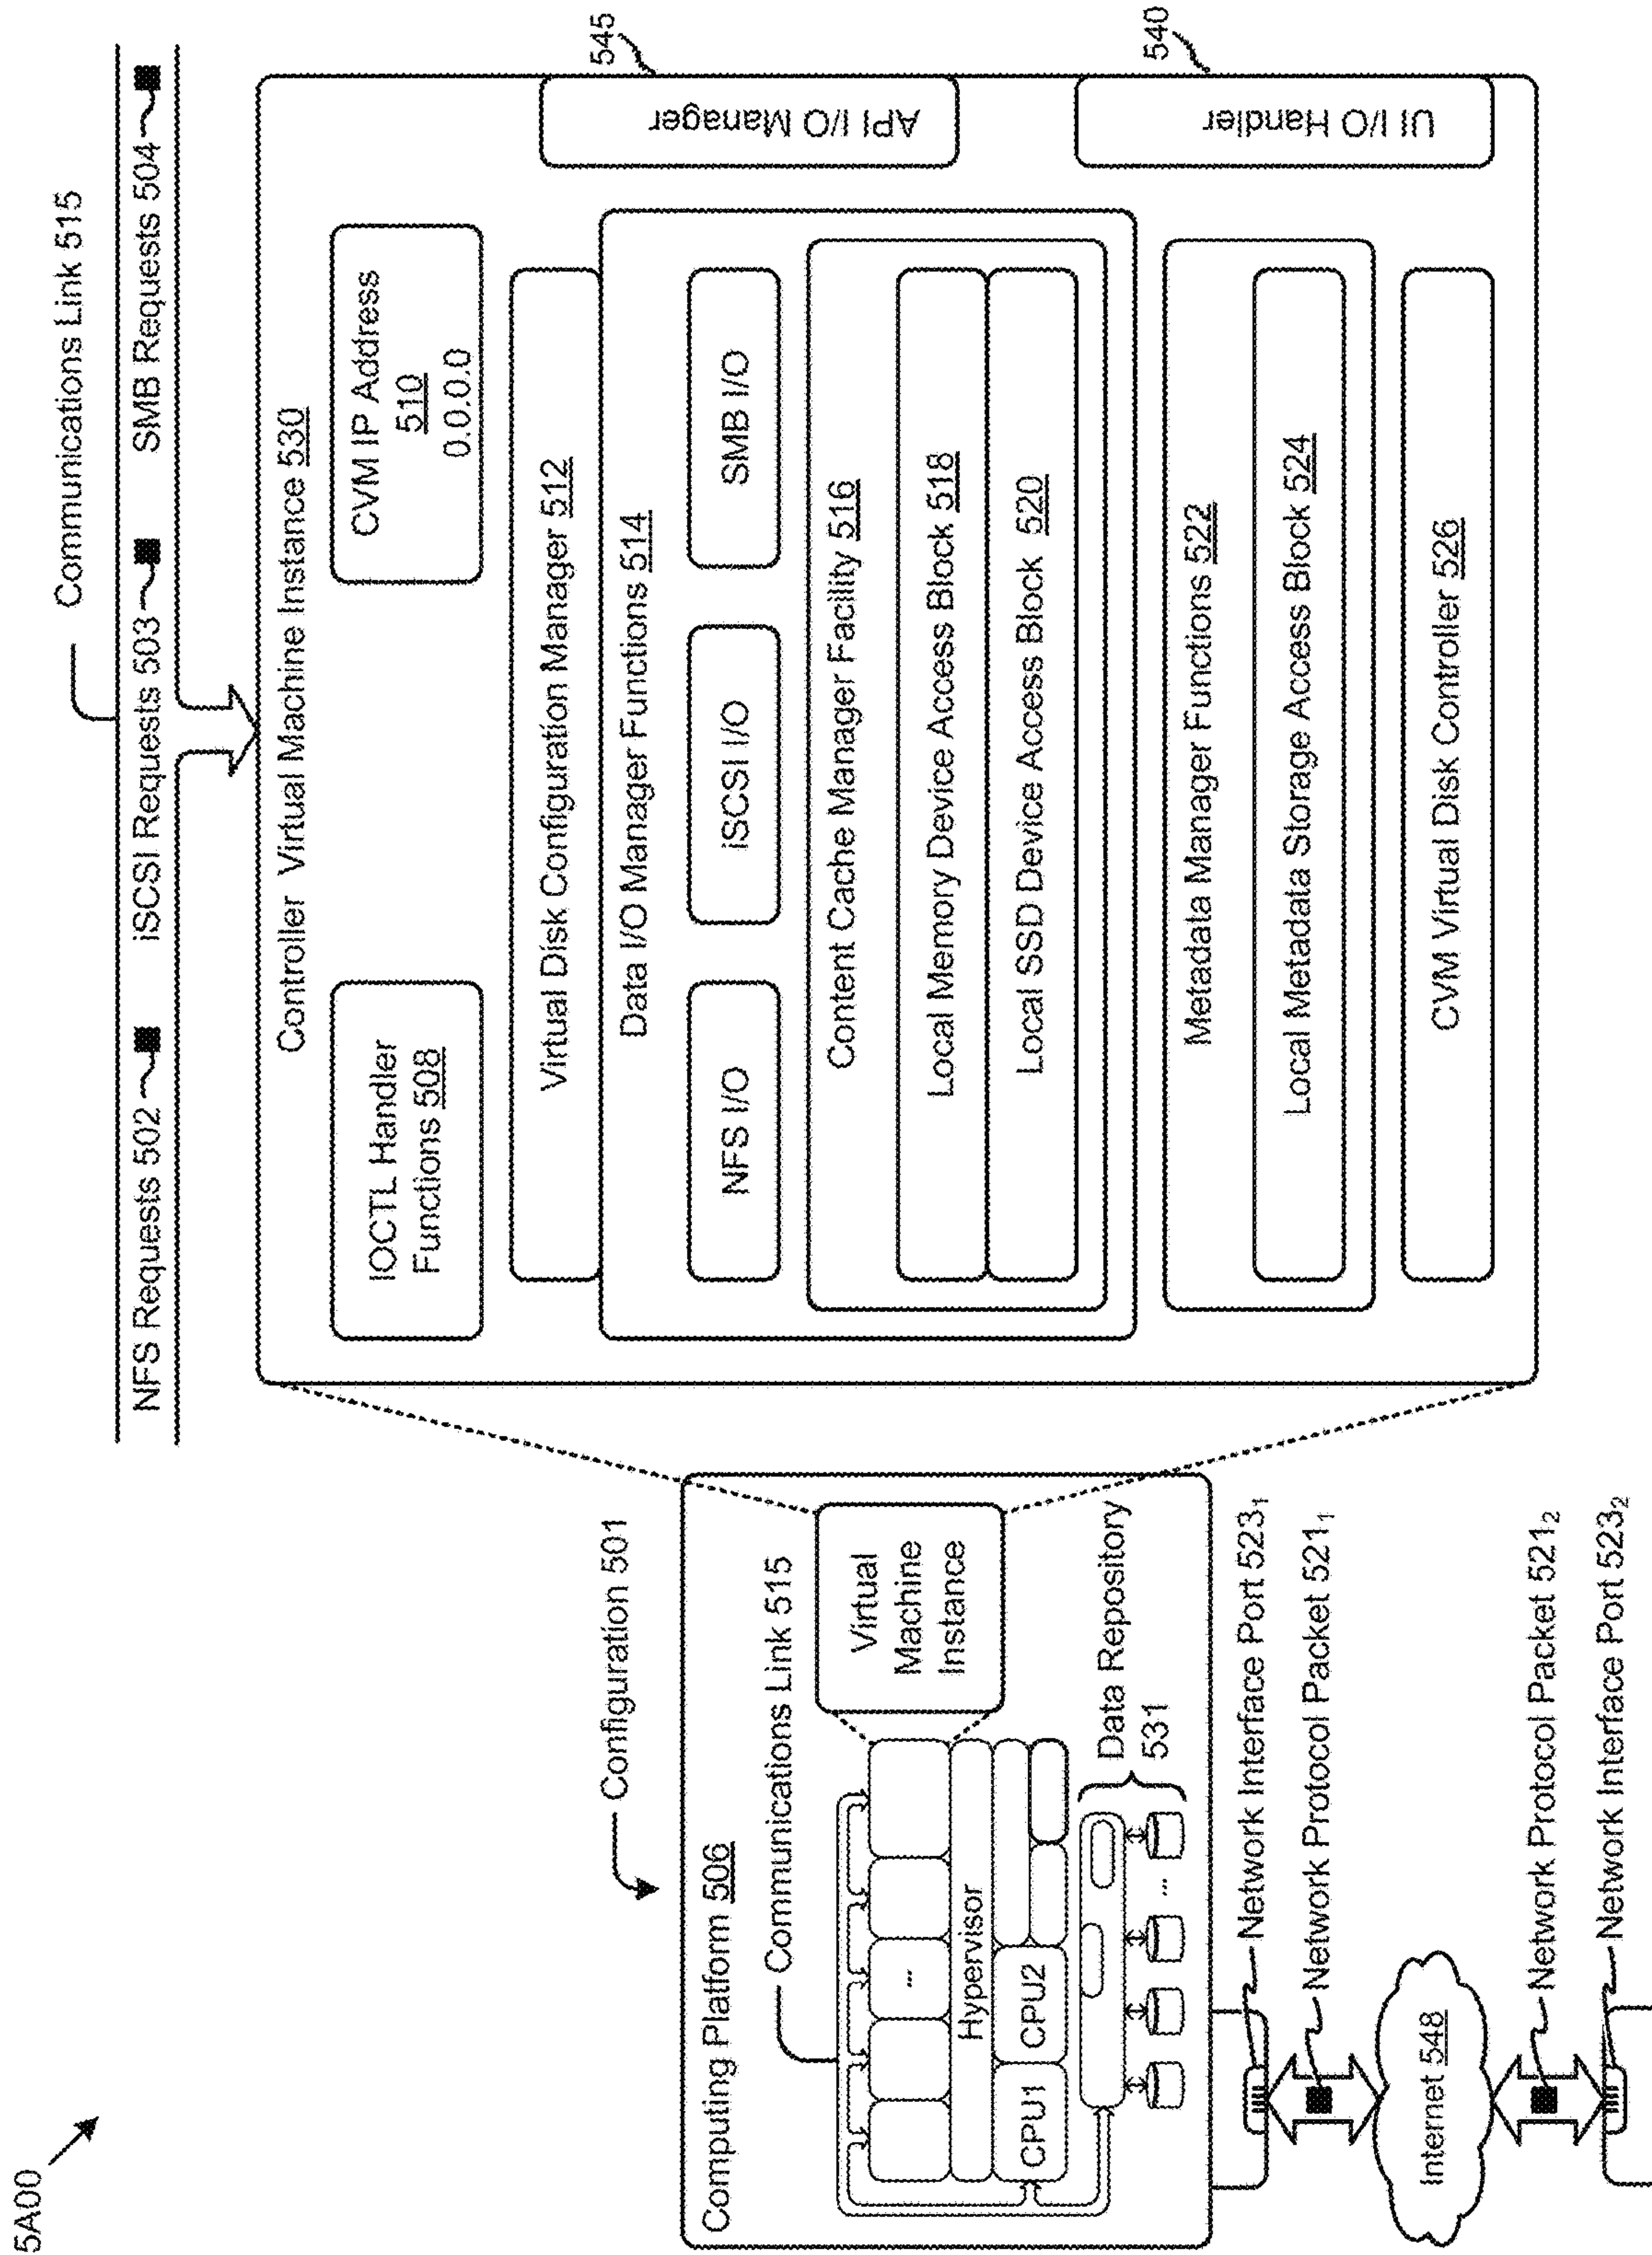 5A00
Communications Link 515
NFS Requests 502
iSCSI Requests 503
SMB Requests 504
Configuration 501
Computing Platform 506
Communications Link 515
...
Hypervisor
CPU1
CPU2
Virtual
Machine
Instance
Data Repository
531
...
Network Interface Port 523₁
Network Protocol Packet 521₁
Internet 548
Network Protocol Packet 521₂
Network Interface Port 523₂
Controller Virtual Machine Instance 530
IOCTL Handler
Functions 508
CVM IP Address
510
0.0.0.0
Virtual Disk Configuration Manager 512
Data I/O Manager Functions 514
NFS I/O
iSCSI I/O
SMB I/O
Content Cache Manager Facility 516
Local Memory Device Access Block 518
Local SSD Device Access Block 520
Metadata Manager Functions 522
Local Metadata Storage Access Block 524
CVM Virtual Disk Controller 526
API I/O Manager
545
UI I/O Handler
540